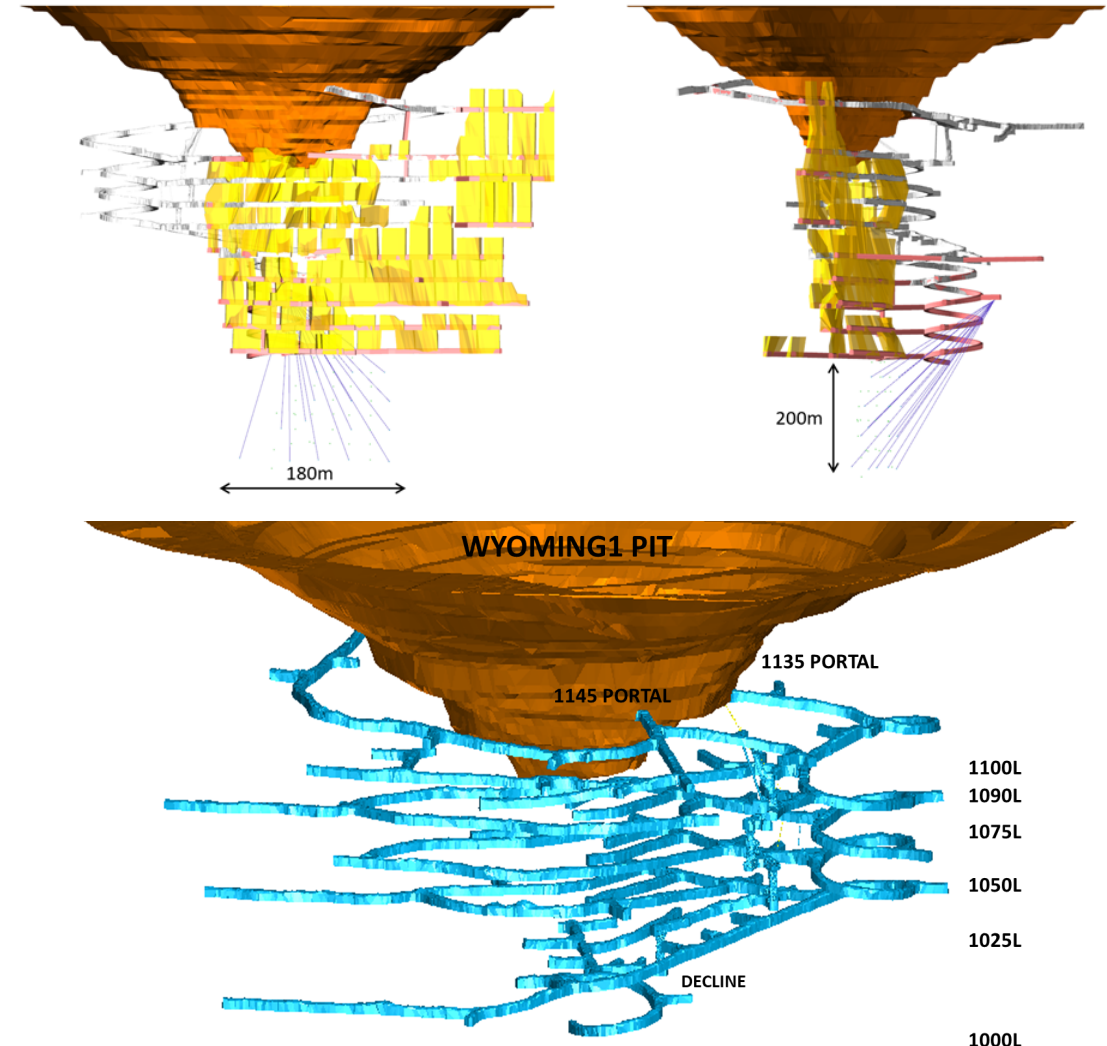 200m
180m
WYOMING1 PIT
1135 PORTAL
1145 PORTAL
1100L
1090L
1075L
1050L
1025L
DECLINE
1000L